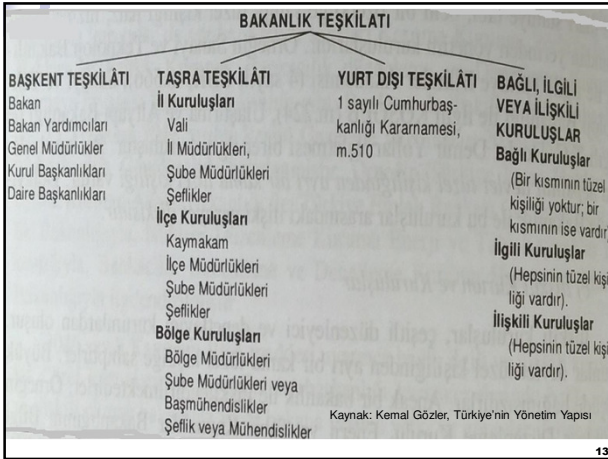 BAKANLIK TEŞKİLATI
BAŞKENT TEŞKİLÂTI
Bakan
Bakan Yardımcıları
Genel Müdürlükler
Kurul Başkanlıkları
Daire Başkanlıkları
TAŞRA TEŞKİLÂTI
İl Kuruluşları
Vali
İl Müdürlükleri,
Şube Müdürlükleri
Şeflikler
İlçe Kuruluşları
Kaymakam
İlçe Müdürlükleri
Şube Müdürlükleri
Şeflikler
Bölge Kuruluşları
Bölge Müdürlükleri
Şube Müdürlükleri veya
Başmühendislikler
Şeflik veya Mühendislikler
YURT DIŞI TEŞKİLÂTI
1 sayılı Cumhurbaş-
kanlığı Kararnamesi,
m.510
BAĞLI, İLGİLİ
VEYA İLİŞKİLİ
KURULUŞLAR
Bağlı Kuruluşlar
(Bir kısmının tüzel
kişiliği yoktur; bir
kısmının ise vardır)
İlgili Kuruluşlar
(Hepsinin tüzel kişi
liği vardır).
İlişkili Kuruluşlar
(Hepsinin tüzel kişi
liği vardır).
Kaynak: Kemal Gözler, Türkiye'nin Yönetim Yapısı
13